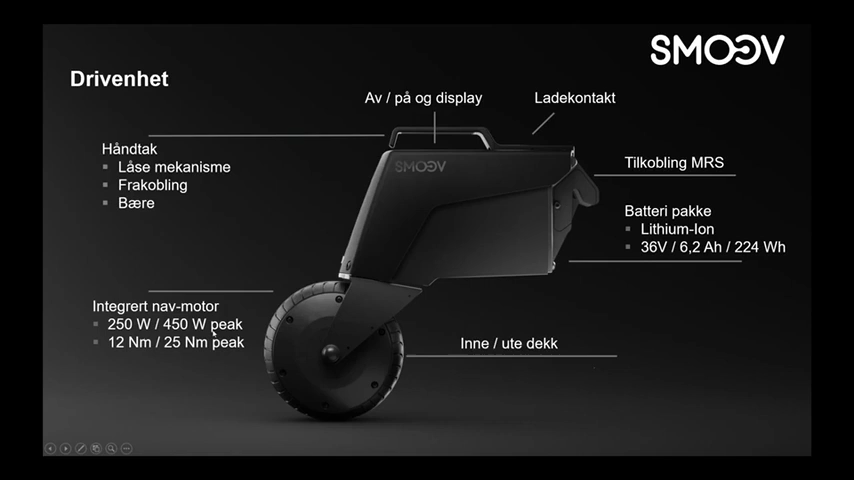 SMOOV
Drivenhet
Av / på og display
Ladekontakt
Håndtak
Låse mekanisme
Frakobling
Bære
SMOOV
Tilkobling MRS
Batteri pakke
Lithium-Ion
36V / 6,2 Ah / 224 Wh
Integrert nav-motor
250 W / 450 W peak
12 Nm / 25 Nm peak
Inne / ute dekk